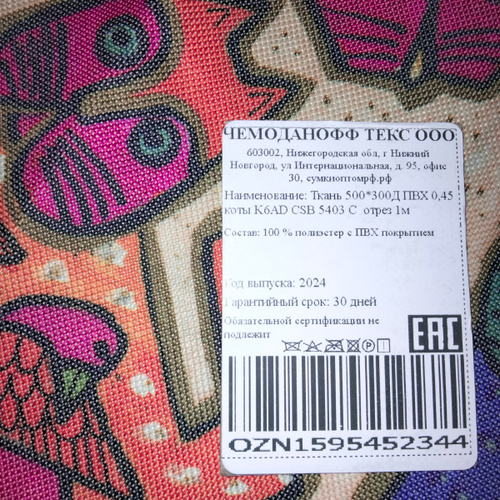 ЧЕМОДАНОФФ ТЕКС ООО
603002, Нижегородская обл, г Нижний
Новгород, ул Интернациональная, д. 95, офис
30, сумкиоптомрф.рф
Наименование: Ткань 500*300Д ПВХ 0,45
коты K6AD CSB 5403 C отрез 1м
Состав: 100 % полиэстер с ПВХ покрытием
Год выпуска: 2024
Гарантийный срок: 30 дней
Обязательной сертификации не
подлежит
EAC
OZN1595452344